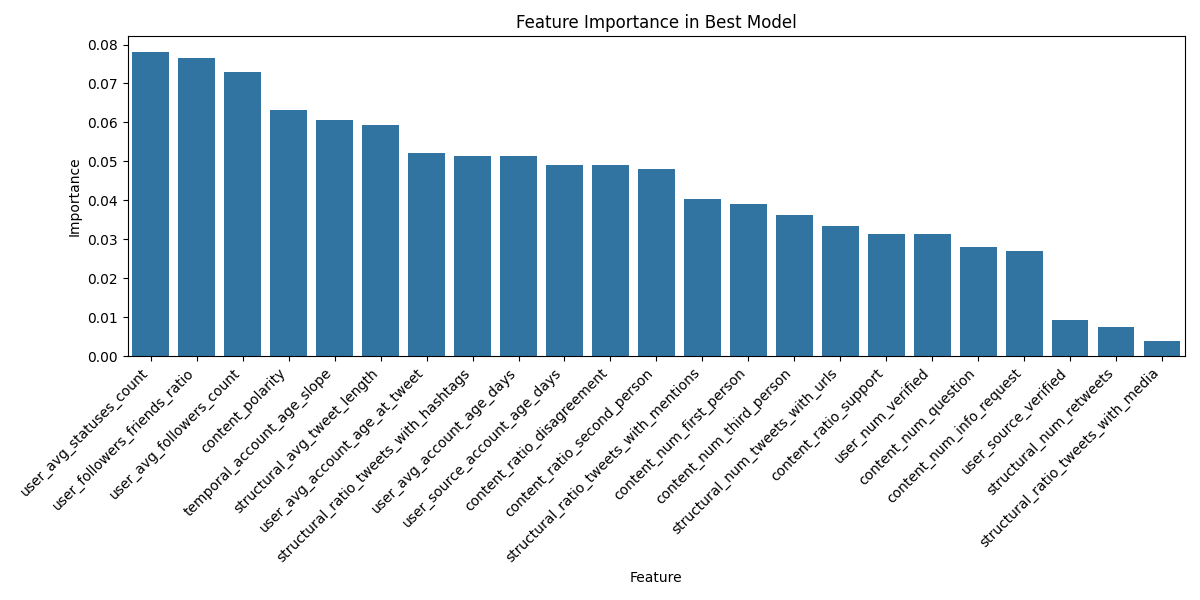 Feature Importance in Best Model
Importance
0.08
0.07
0.06
0.05
0.04
0.03
0.02
0.01
0.00
user_avg_statuses_count
user_followers_friends_ratio
user_avg_followers_count
content_polarity
temporal_account_age_slope
structural_avg_tweet_length
user_avg_account_age_at_tweet
structural_ratio_tweets_with_hashtags
user_avg_account_age_days
user_source_account_age_days
content_ratio_disagreement
content_ratio_second_person
structural_ratio_tweets_with_mentions
content_num_first_person
content_num_third_person
structural_num_tweets_with_urls
content_ratio_support
user_num_verified
content_num_question
content_num_info_request
user_source_verified
structural_num_retweets
structural_ratio_tweets_with_media
Feature